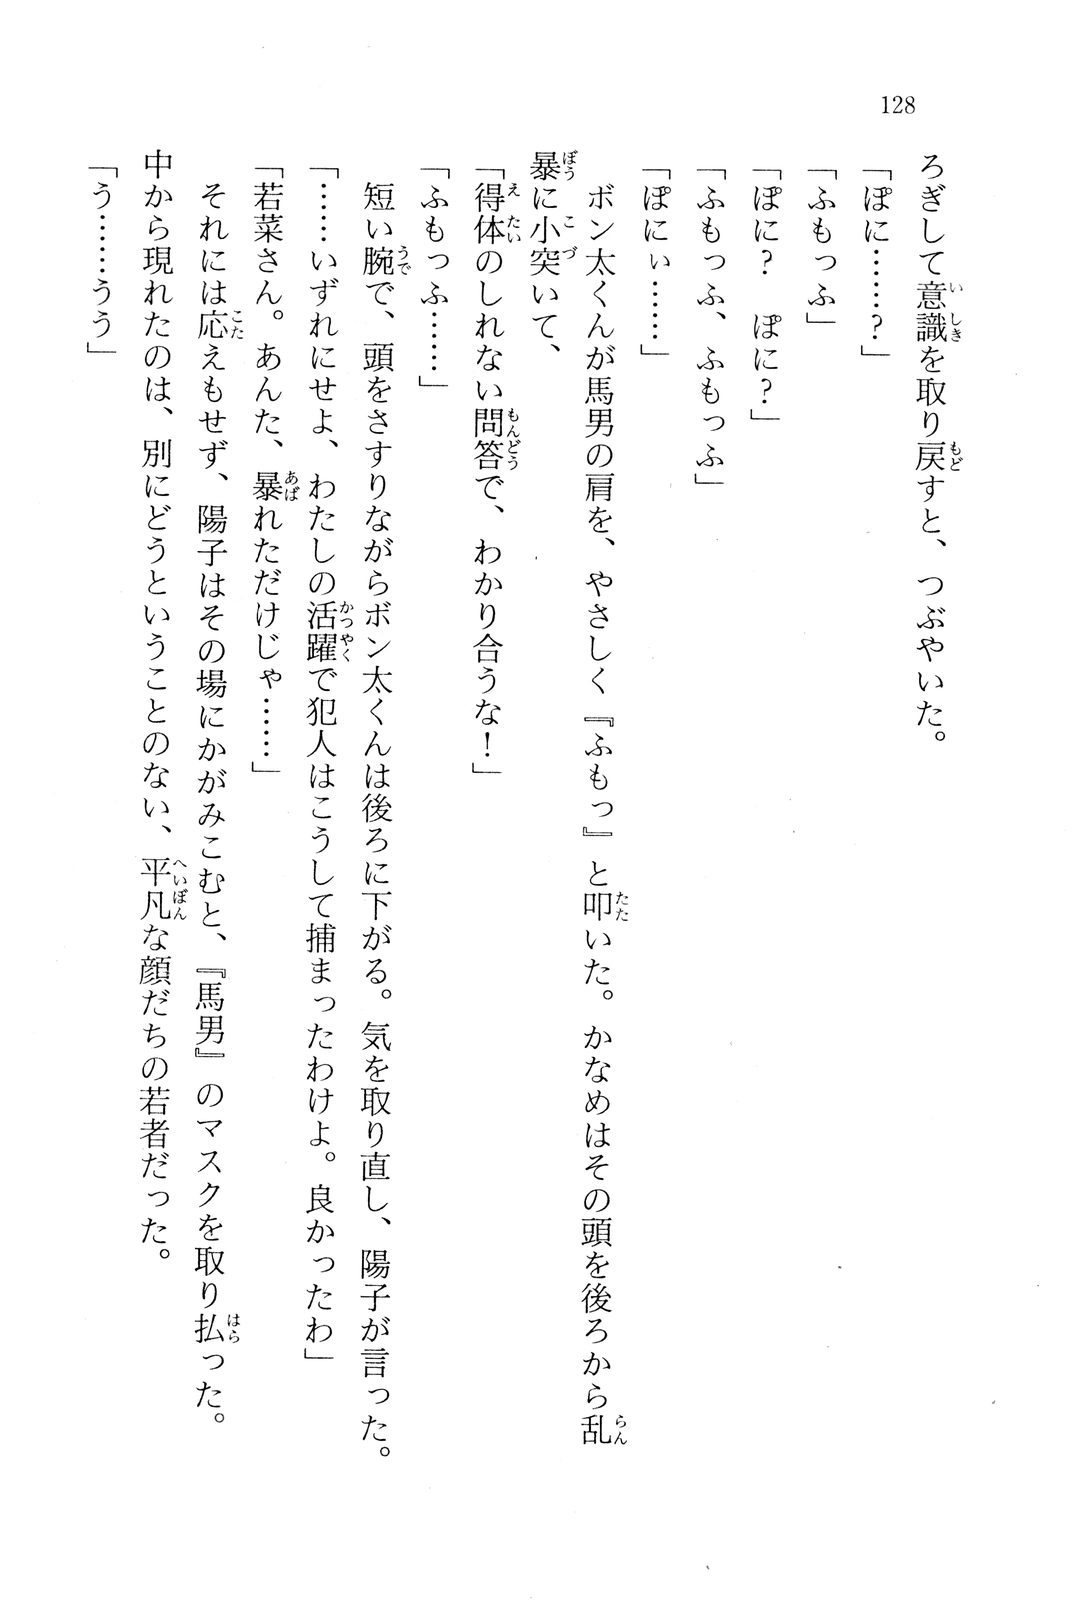 128
ろぎして意識を取り戻すと、つぶやいた。
「ぽに……？」
「ふもっふ」
「ぽに？　ぽに？」
「ふもっふ、ふもっふ」
「ぽにぃ……」
　ボン太くんが馬男の肩を、やさしく『ふもっ』と叩いた。かなめはその頭を後ろから乱
暴に小突いて、
「得体のしれない問答で、わかり合うな！」
「ふもっふ……」
　短い腕で、頭をさすりながらボン太くんは後ろに下がる。気を取り直し、陽子が言った。
「……いずれにせよ、わたしの活躍で犯人はこうして捕まったわけよ。良かったわ」
「若菜さん。あんた、暴れただけじゃ……」
　それには応えもせず、陽子はその場にかがみこむと、『馬男』のマスクを取り払った。
中から現れたのは、別にどうということのない、平凡な顔だちの若者だった。
「う……うう」